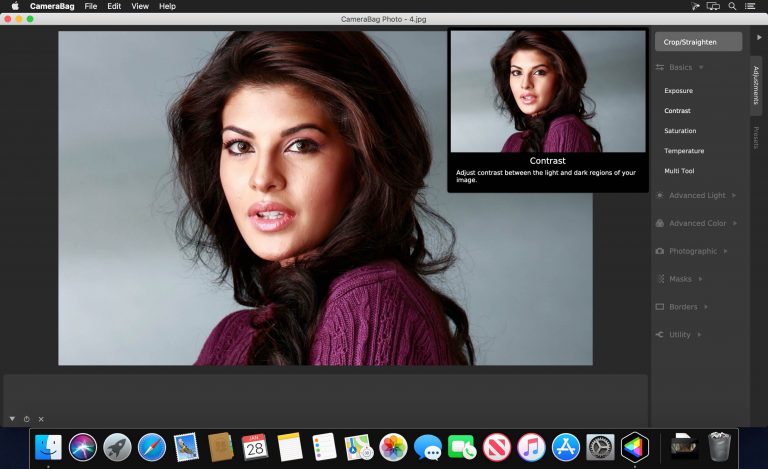 CameraBag File Edit View Help
CameraBag Photo - 4.jpg
Crop/Straighten
Basics
Exposure
Contrast
Saturation
Temperature
Multi Tool
Advanced Light
Advanced Color
Photographic
Masks
Borders
Utility
Adjustments
Presets
Contrast
Adjust contrast between the light and dark regions of your
image.
JAN
28